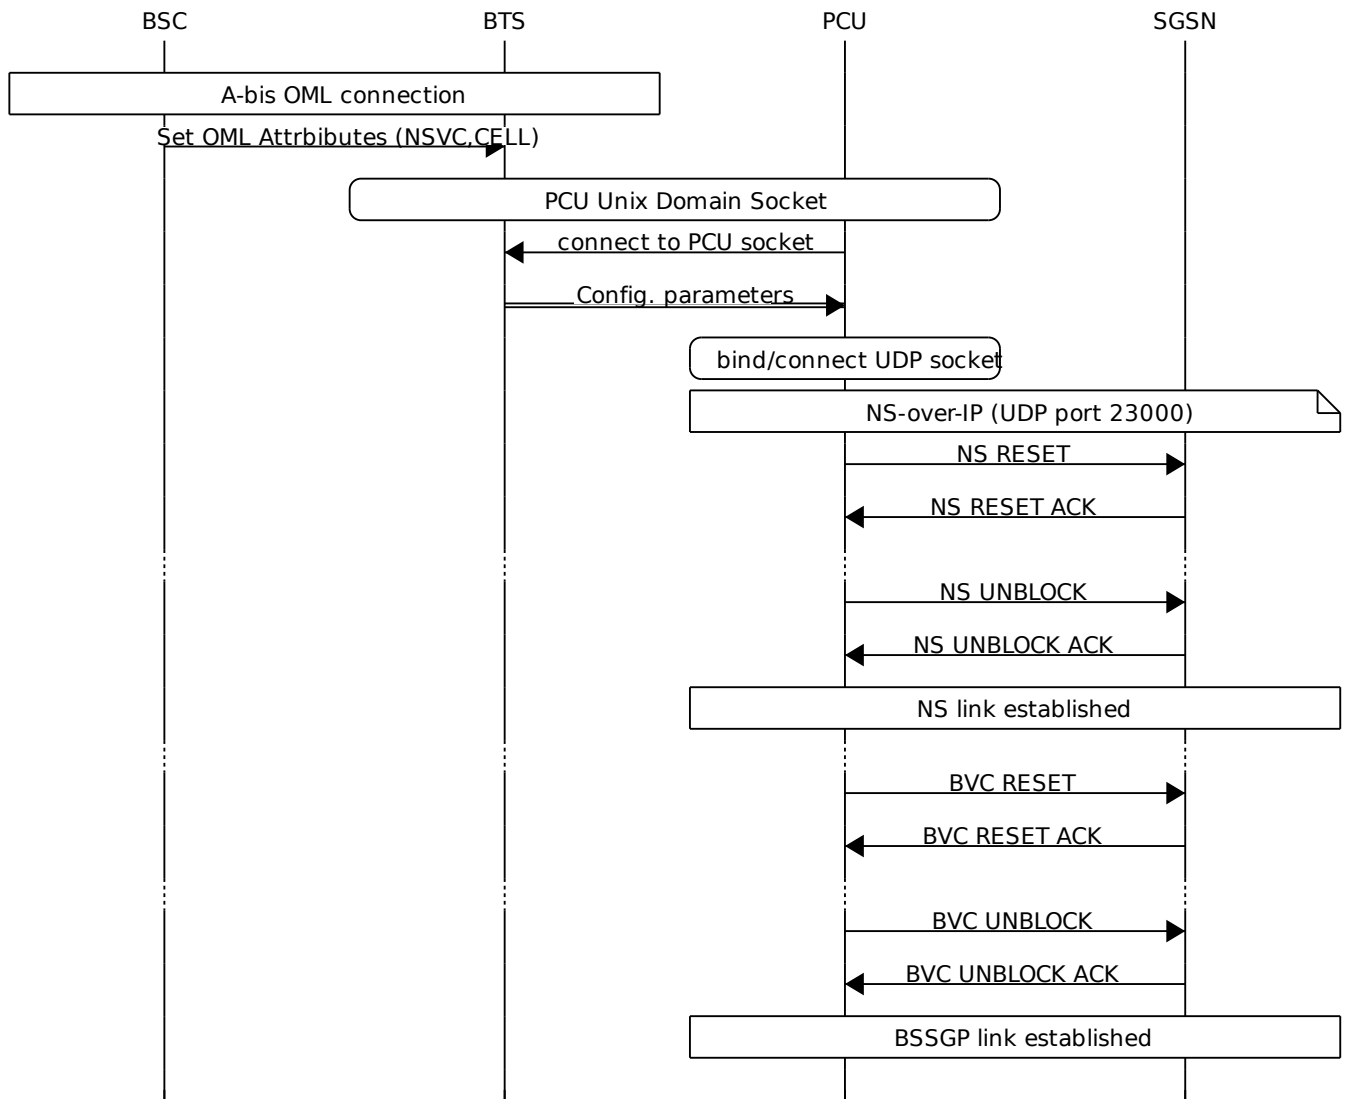 BSC
BTS
PCU
SGSN
A-bis OML connection
Set OML Attrbibutes (NSVC,CELL)
PCU Unix Domain Socket
connect to PCU socket
Config. parameters
bind/connect UDP socket
NS-over-IP (UDP port 23000)
NS RESET
NS RESET ACK
NS UNBLOCK
NS UNBLOCK ACK
NS link established
BVC RESET
BVC RESET ACK
BVC UNBLOCK
BVC UNBLOCK ACK
BSSGP link established